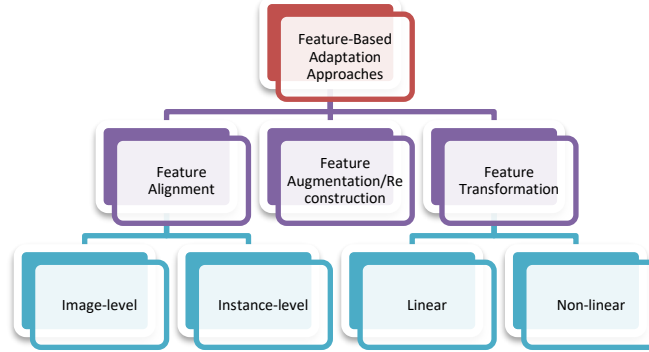 Feature-Based
Adaptation
Approaches
Feature
Alignment
Feature
Augmentation/Re
construction
Feature
Transformation
Image-level
Instance-level
Linear
Non-linear